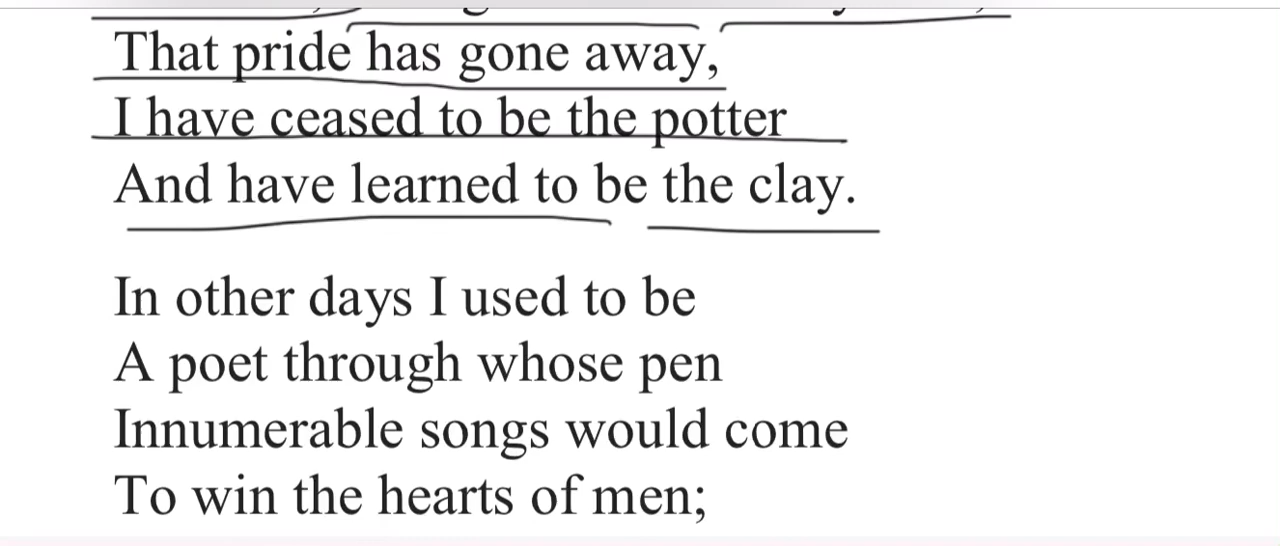 That pride has gone away,
I have ceased to be the potter
And have learned to be the clay.
In other days I used to be
A poet through whose pen
Innumerable songs would come
To win the hearts of men;